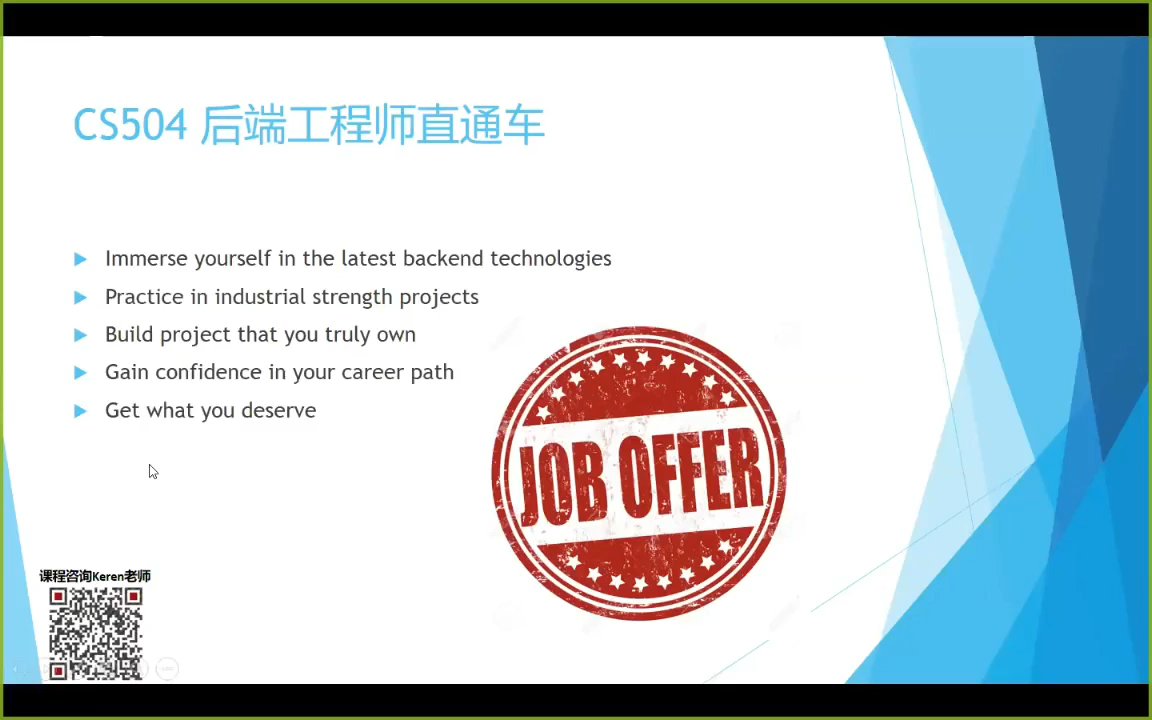 CS504 后端工程师直通车
Immerse yourself in the latest backend technologies
Practice in industrial strength projects
Build project that you truly own
Gain confidence in your career path
Get what you deserve
JOB OFFER
课程咨询Keren老师